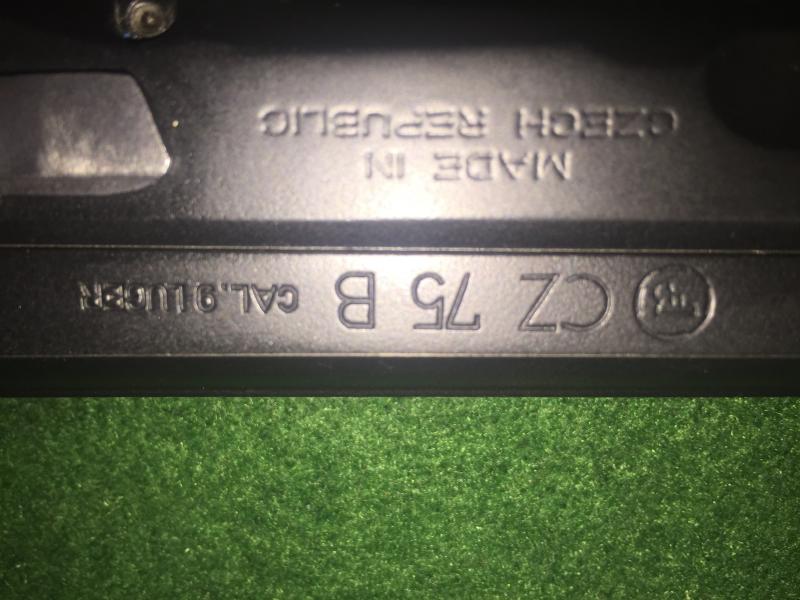 CZ 75 B CAL. 9 LUGER
MADE IN
CZECH REPUBLIC